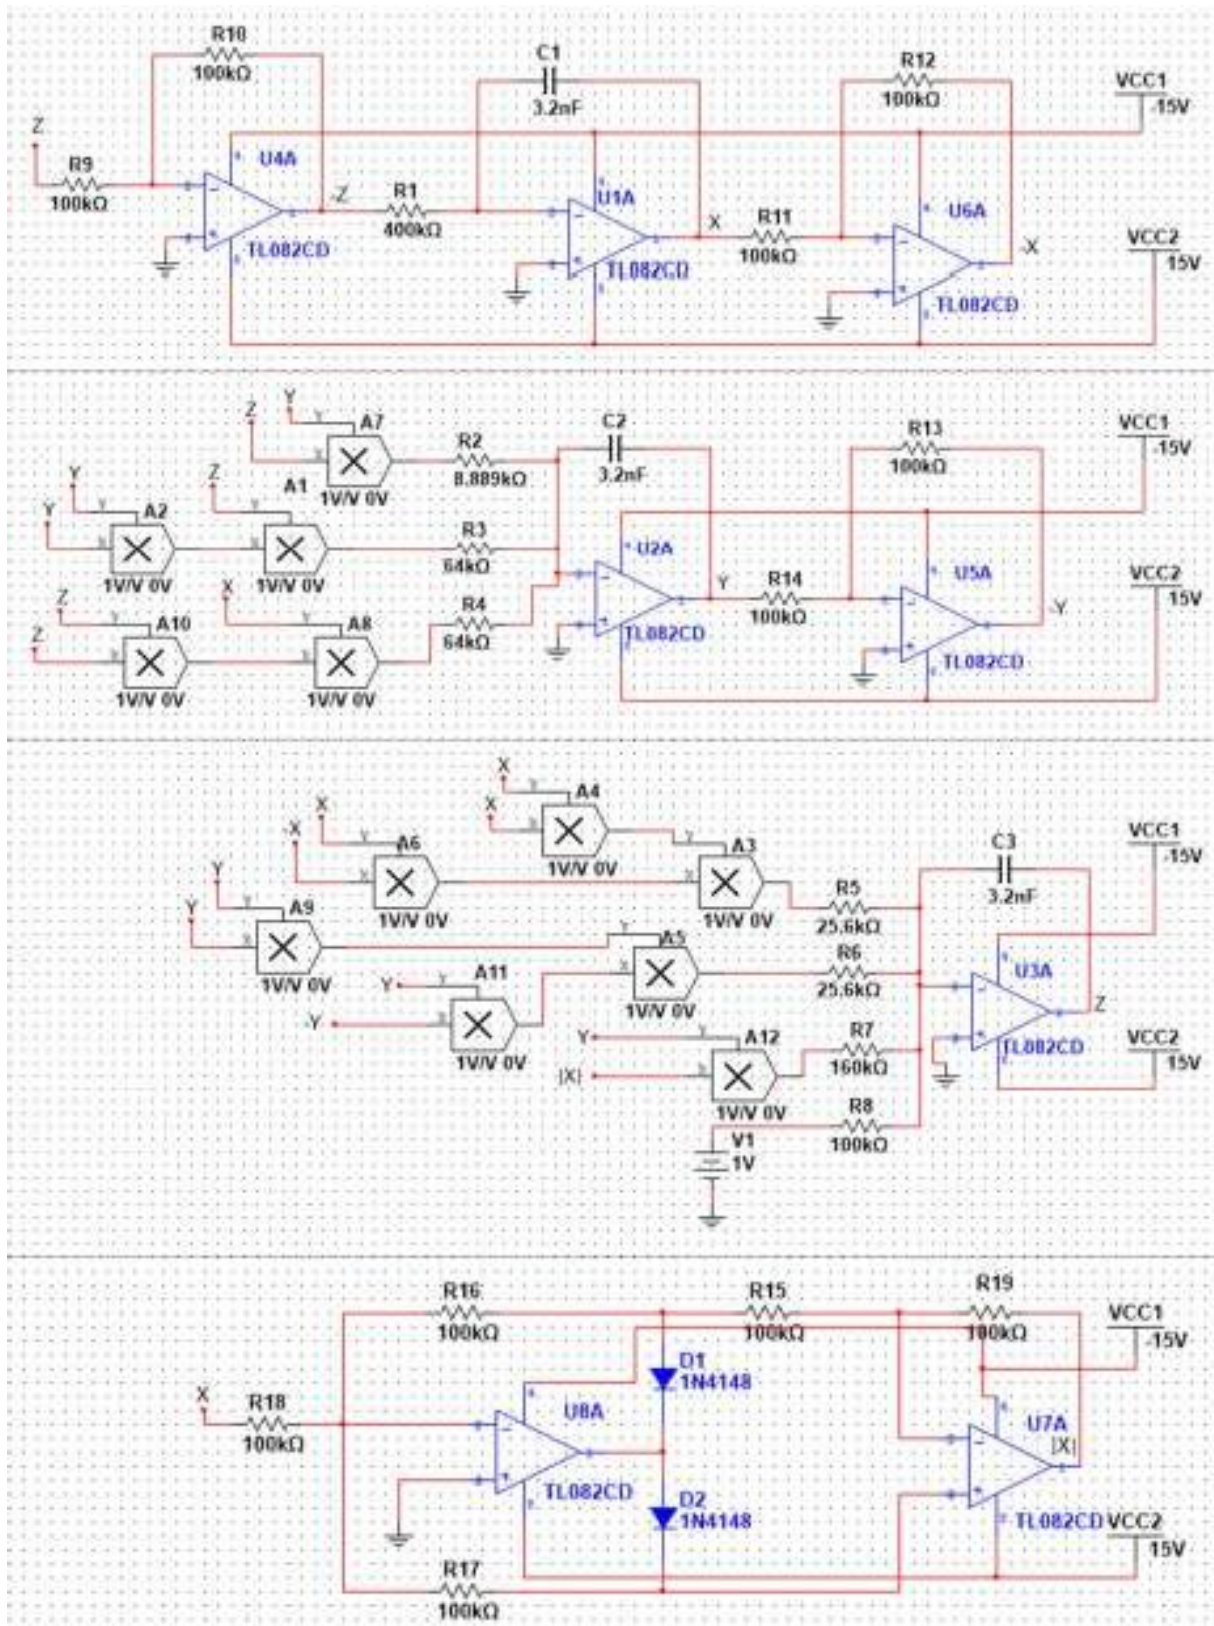 R10
100kΩ
C1
3.2nF
R12
100kΩ
VCC1
-15V
Z
R9
100kΩ
U4A
TL082CD
-Z
R1
400kΩ
U1A
TL082CD
X
R11
100kΩ
U6A
TL082CD
-X
VCC2
15V
Z
Y
Y
A7
X
1V/V 0V
R2
8.889kΩ
C2
3.2nF
R13
100kΩ
VCC1
-15V
Y
Y
Y
X
A2
1V/V 0V
Z
Y
A1
1V/V 0V
R3
64kΩ
U2A
TL082CD
Y
R14
100kΩ
U5A
TL082CD
-Y
VCC2
15V
Z
Z
A10
1V/V 0V
X
A8
1V/V 0V
R4
64kΩ
X
X
A4
1V/V 0V
X
-X
A6
1V/V 0V
A3
1V/V 0V
R5
25.6kΩ
C3
3.2nF
VCC1
-15V
Y
Y
A9
1V/V 0V
A5
1V/V 0V
R6
25.6kΩ
Y
-Y
A11
1V/V 0V
U3A
TL082CD
Z
VCC2
15V
Y
|X|
A12
1V/V 0V
R7
160kΩ
R8
100kΩ
V1
1V
R16
100kΩ
R15
100kΩ
R19
100kΩ
VCC1
-15V
D1
1N4148
X
R18
100kΩ
U8A
TL082CD
U7A
|X|
TL082CD
D2
1N4148
VCC2
15V
R17
100kΩ